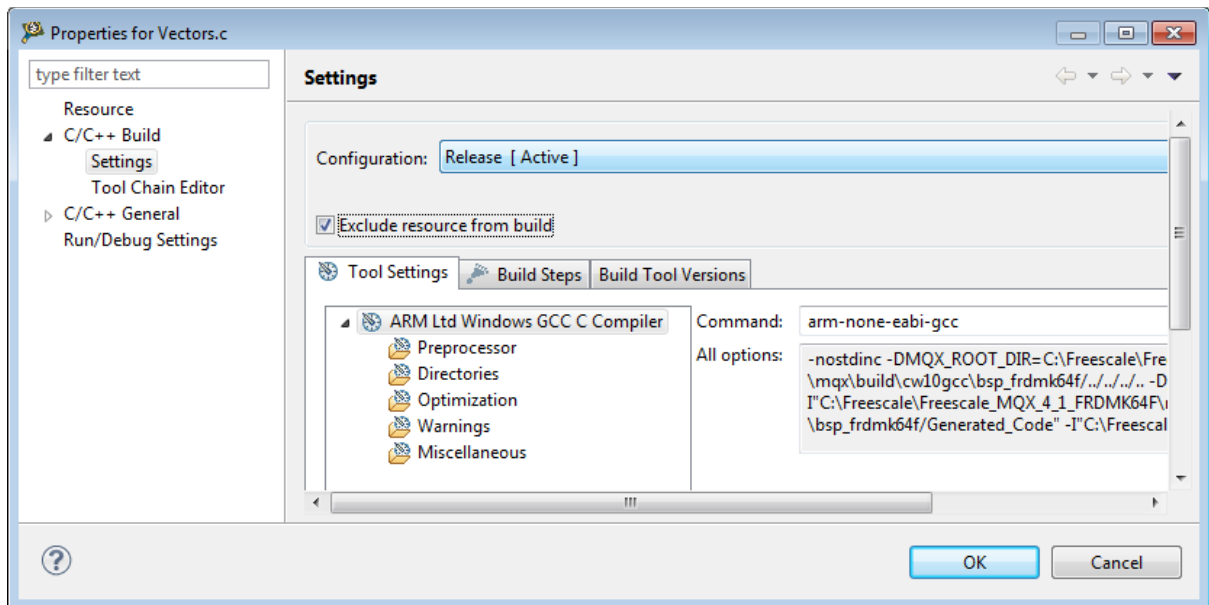 Properties for Vectors.c
type filter text
Resource
C/C++ Build
Settings
Tool Chain Editor
C/C++ General
Run/Debug Settings
Settings
Configuration: Release [ Active ]
Exclude resource from build
Tool Settings Build Steps Build Tool Versions
ARM Ltd Windows GCC C Compiler
Preprocessor
Directories
Optimization
Warnings
Miscellaneous
Command: arm-none-eabi-gcc
All options: -nostdinc -DMQX_ROOT_DIR=C:\Freescale\Fre
\mqx\build\cw10gcc\bsp_frdmk64f/../../../.. -D
I"C:\Freescale\Freescale_MQX_4_1_FRDMK64F\
\bsp_frdmk64f/Generated_Code" -I"C:\Freescal
OK Cancel